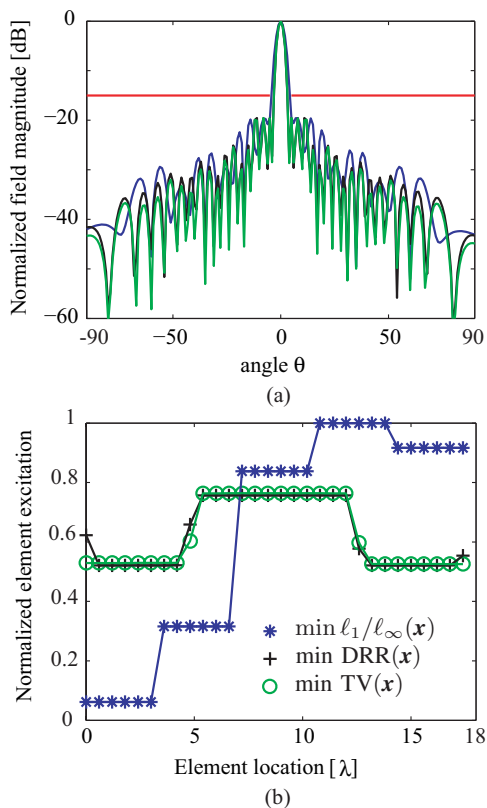 Normalized field magnitude [dB]
0
−20
−40
−60
-90
−50
0
50
90
angle θ
(a)
Normalized element excitation
1
0.8
0.6
0.4
0.2
0
min ℓ₁/ℓ∞(x)
min DRR(x)
min TV(x)
0
5
10
15
18
Element location [λ]
(b)